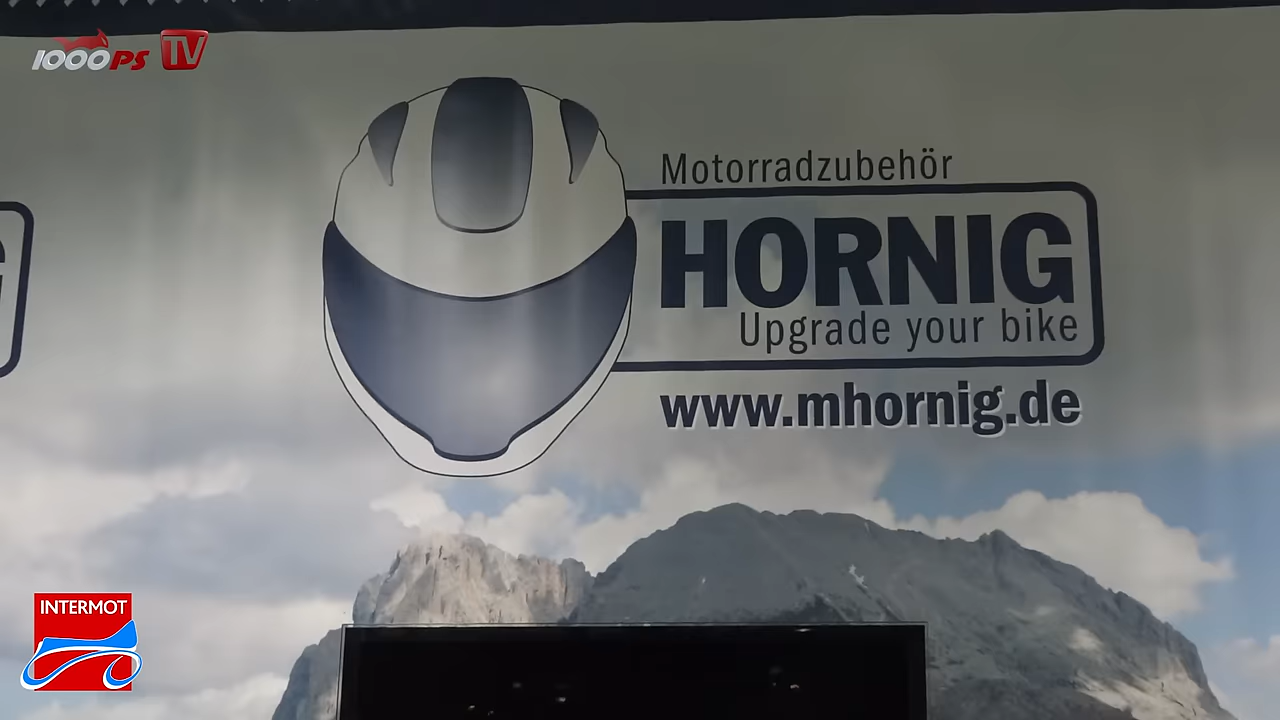 1000PS TV
Motorradzubehör
HORNIG
Upgrade your bike
www.mhornig.de
INTERMOT